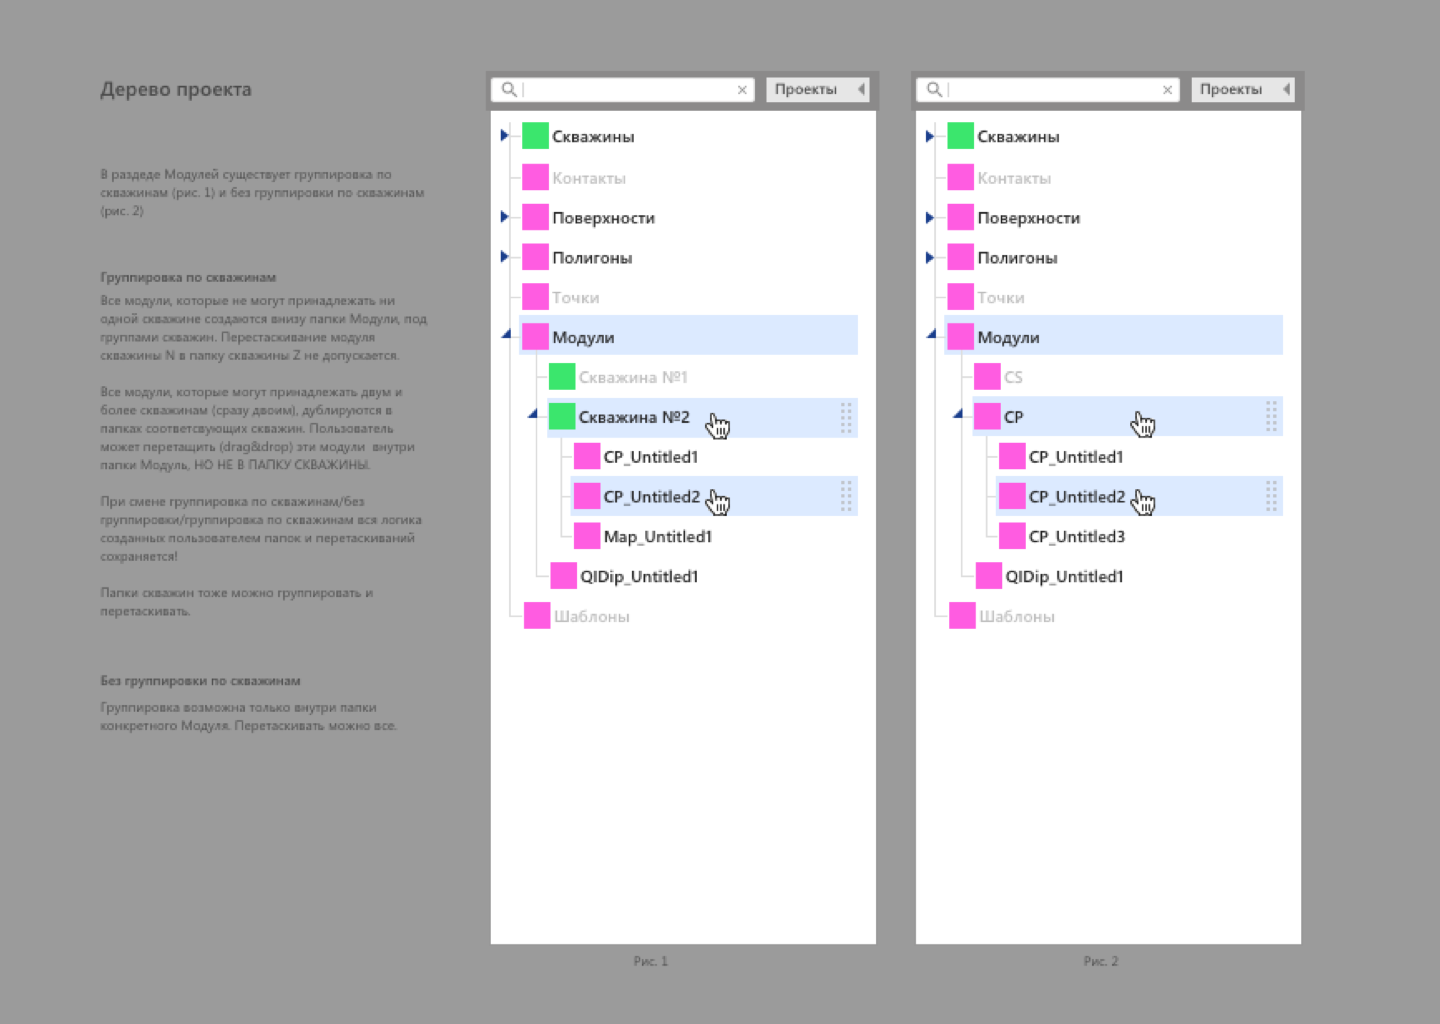 Дерево проекта
В раздеде Модулей существует группировка по
скважинам (рис. 1) и без группировки по скважинам
(рис. 2)
Группировка по скважинам
Все модули, которые не могут принадлежать ни
одной скважине создаются внизу папки Модули, под
группами скважин. Перестаскивание модуля
скважины N в папку скважины Z не допускается.
Все модули, которые могут принадлежать двум и
более скважинам (сразу двоим), дублируются в
папках соответсвующих скважин. Пользователь
может перетащить (drag&drop) эти модули  внутри
папки Модуль, НО НЕ В ПАПКУ СКВАЖИНЫ.
При смене группировка по скважинам/без
группировки/группировка по скважинам вся логика
созданных пользователем папок и перетаскиваний
сохраняется!
Папки скважин тоже можно группировать и
перетаскивать.
Без группировки по скважинам
Группировка возможна только внутри папки
конкретного Модуля. Перетаскивать можно все.
Проекты
Скважины
Контакты
Поверхности
Полигоны
Точки
Модули
Скважина №1
Скважина №2
CP_Untitled1
CP_Untitled2
Map_Untitled1
QIDip_Untitled1
Шаблоны
Рис. 1
Проекты
Скважины
Контакты
Поверхности
Полигоны
Точки
Модули
CS
CP
CP_Untitled1
CP_Untitled2
CP_Untitled3
QIDip_Untitled1
Шаблоны
Рис. 2